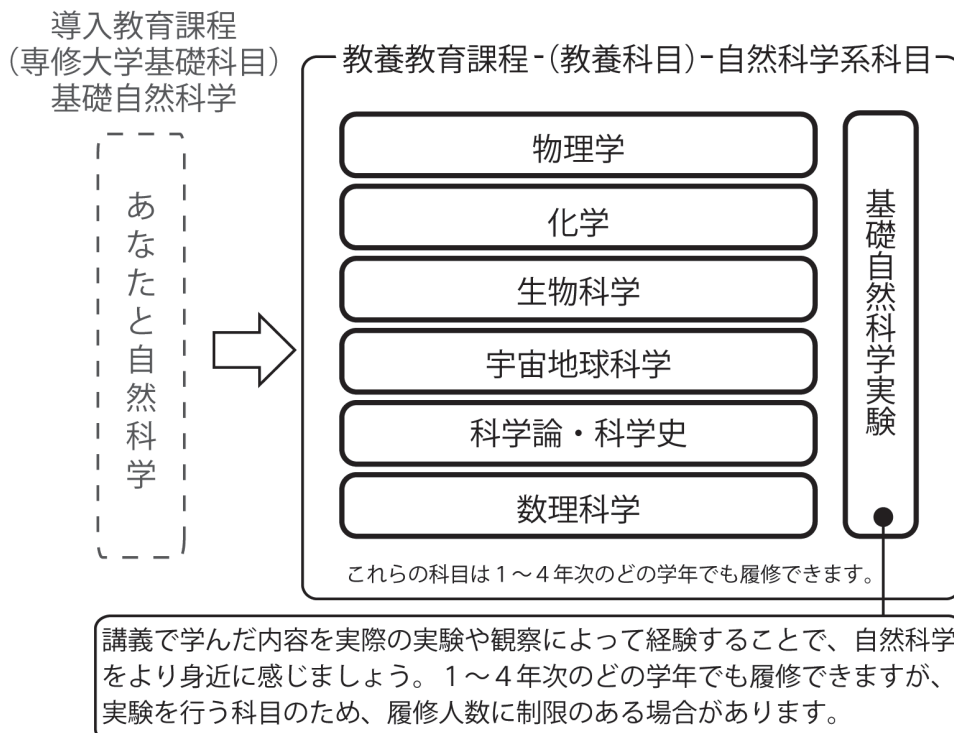 導入教育課程
（専修大学基礎科目）
基礎自然科学
あなたと自然科学
教養教育課程-（教養科目）-自然科学系科目
物理学
化学
生物科学
宇宙地球科学
科学論・科学史
数理科学
基礎自然科学実験
これらの科目は１～４年次のどの学年でも履修できます。
講義で学んだ内容を実際の実験や観察によって経験することで、自然科学
をより身近に感じましょう。１～４年次のどの学年でも履修できますが、
実験を行う科目のため、履修人数に制限のある場合があります。